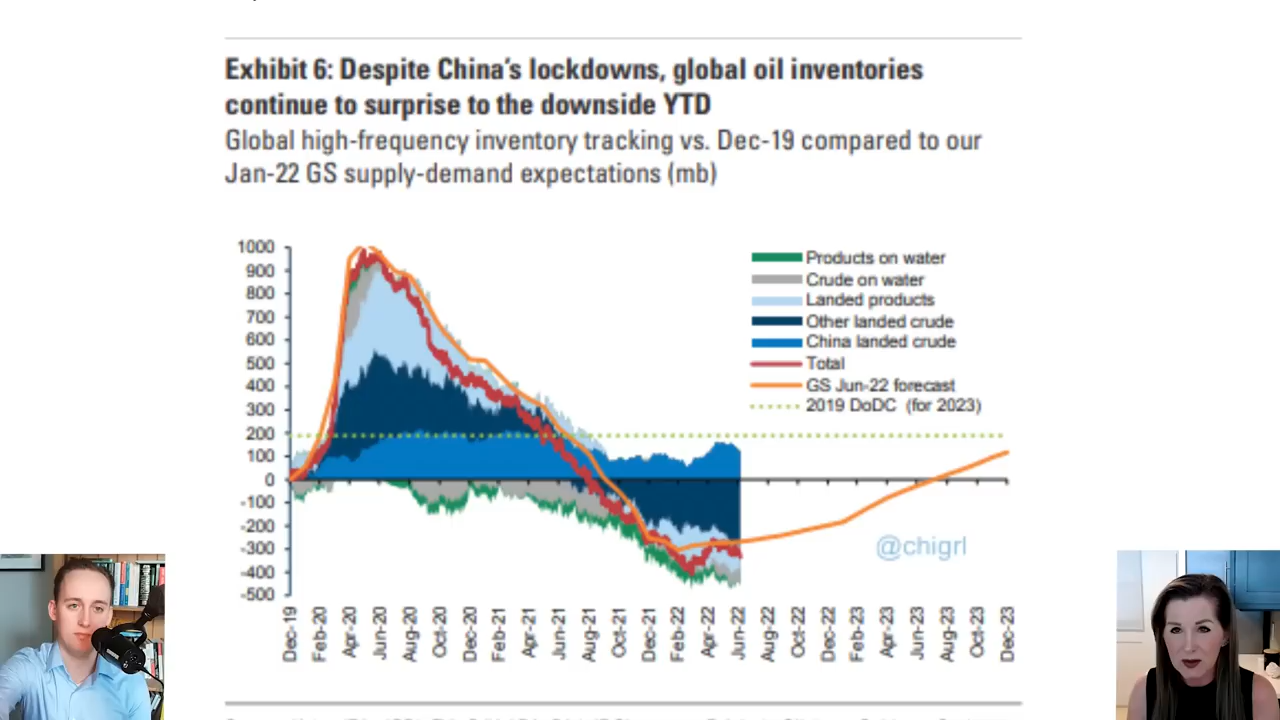 Exhibit 6: Despite China's lockdowns, global oil inventories
continue to surprise to the downside YTD
Global high-frequency inventory tracking vs. Dec-19 compared to our
Jan-22 GS supply-demand expectations (mb)
1000
900
800
700
600
500
400
300
200
100
0
-100
-200
-300
-400
-500
Products on water
Crude on water
Landed products
Other landed crude
China landed crude
Total
GS Jun-22 forecast
2019 DoDC (for 2023)
@chigrl
Dec-19
Feb-20
Apr-20
Jun-20
Aug-20
Oct-20
Dec-20
Feb-21
Apr-21
Jun-21
Aug-21
Oct-21
Dec-21
Feb-22
Apr-22
Jun-22
Aug-22
Oct-22
Dec-22
Feb-23
Apr-23
Jun-23
Aug-23
Oct-23
Dec-23